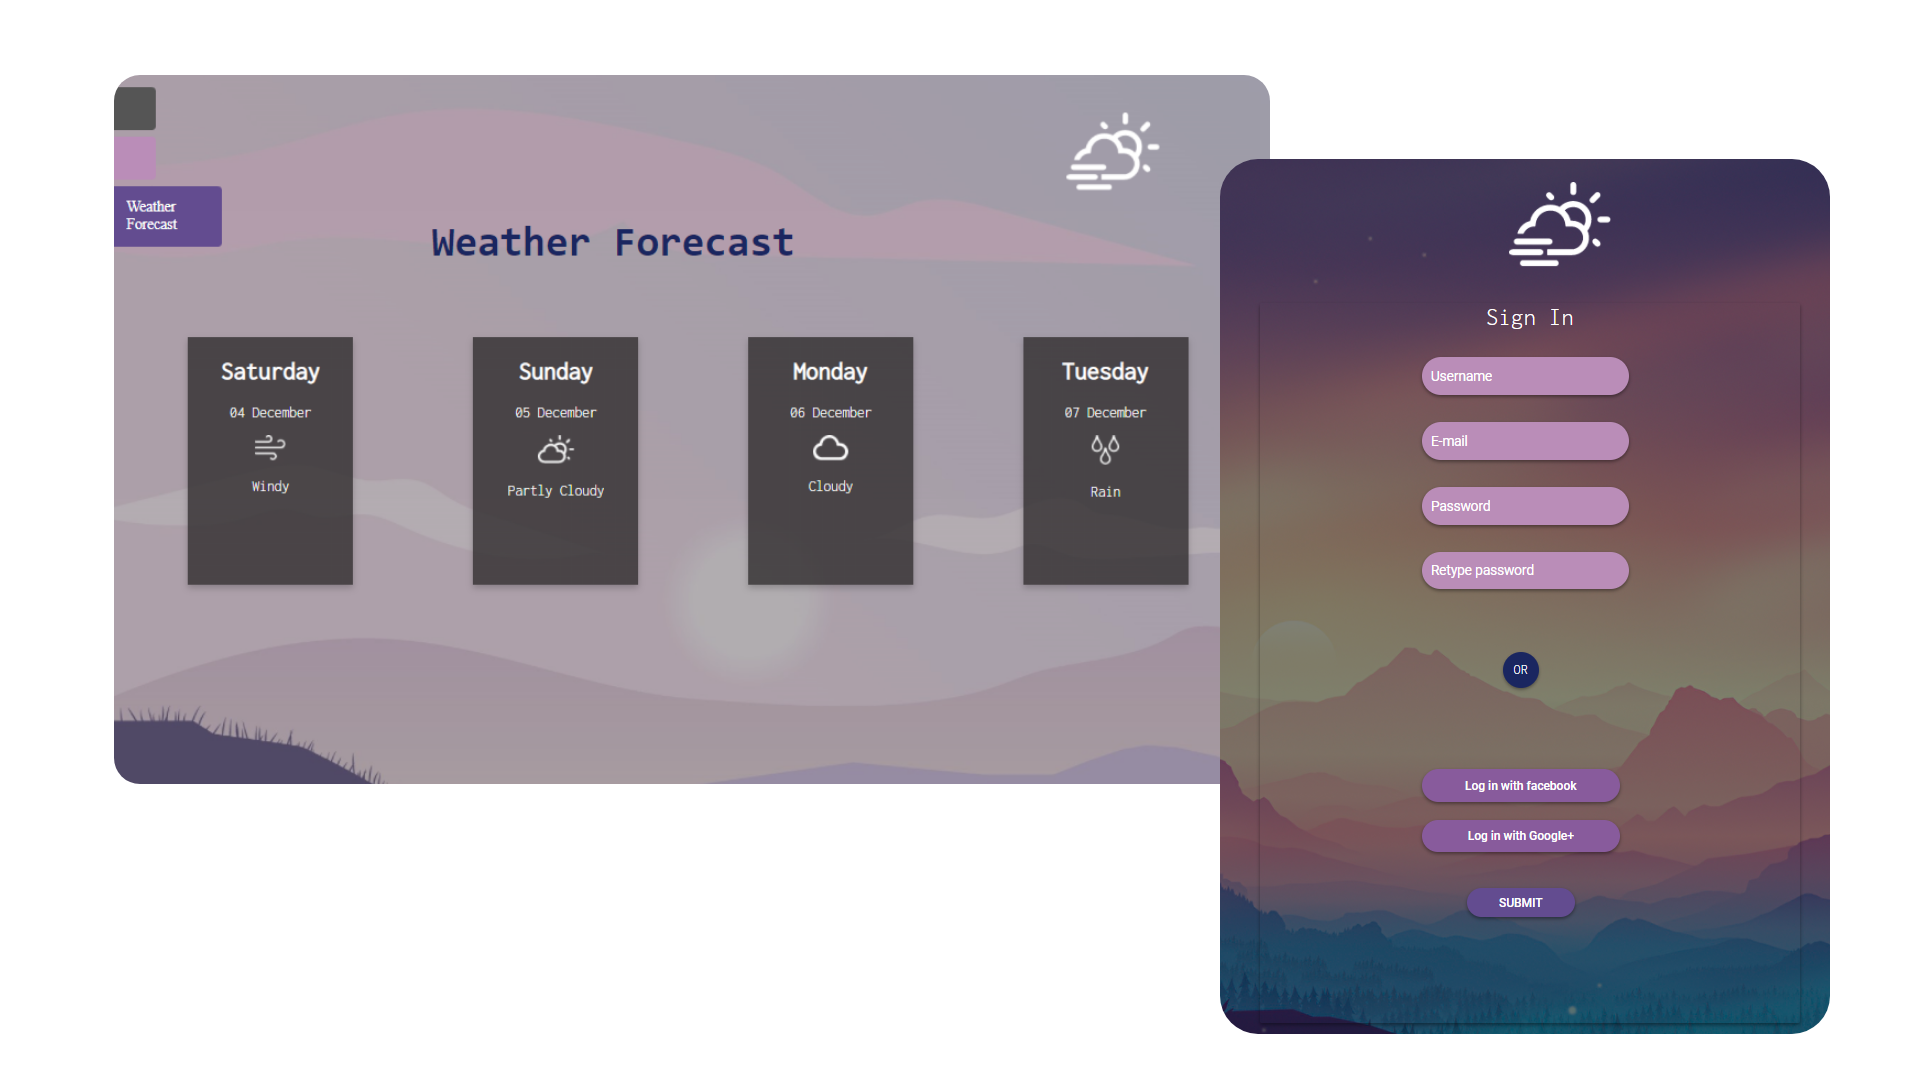 Weather
Forecast
Weather Forecast
Saturday
04 December
Windy
Sunday
05 December
Partly Cloudy
Monday
06 December
Cloudy
Tuesday
07 December
Rain
Sign In
Username
E-mail
Password
Retype password
OR
Log in with facebook
Log in with Google+
SUBMIT